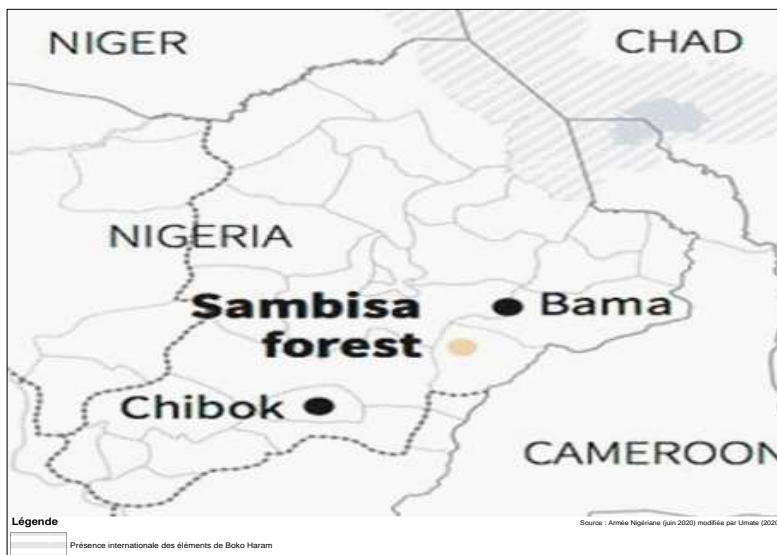 NIGER
CHAD
NIGERIA
Sambisa
forest
Bama
Chibok
CAMEROON
Légende
Source : Armée Nigériane (juin 2020) modifiée par Umate (2020
Présence internationale des éléments de Boko Haram